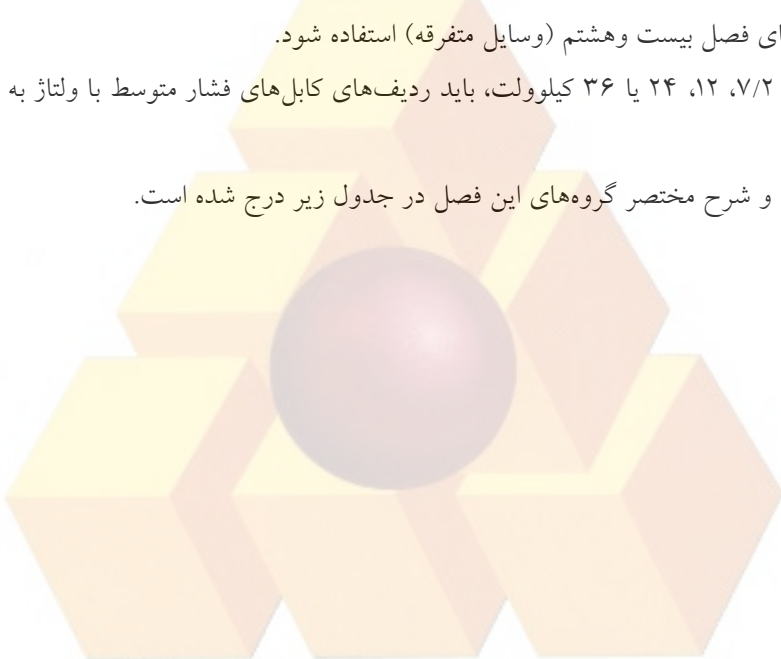 ای فصل بیست وهشتم (وسایل متفرقه) استفاده شود.
۷/۲، ۱۲، ۲۴ یا ۳۶ کیلوولت، باید ردیف‌های کابل‌های فشار متوسط با ولتاژ به
و شرح مختصر گروه‌های این فصل در جدول زیر درج شده است.